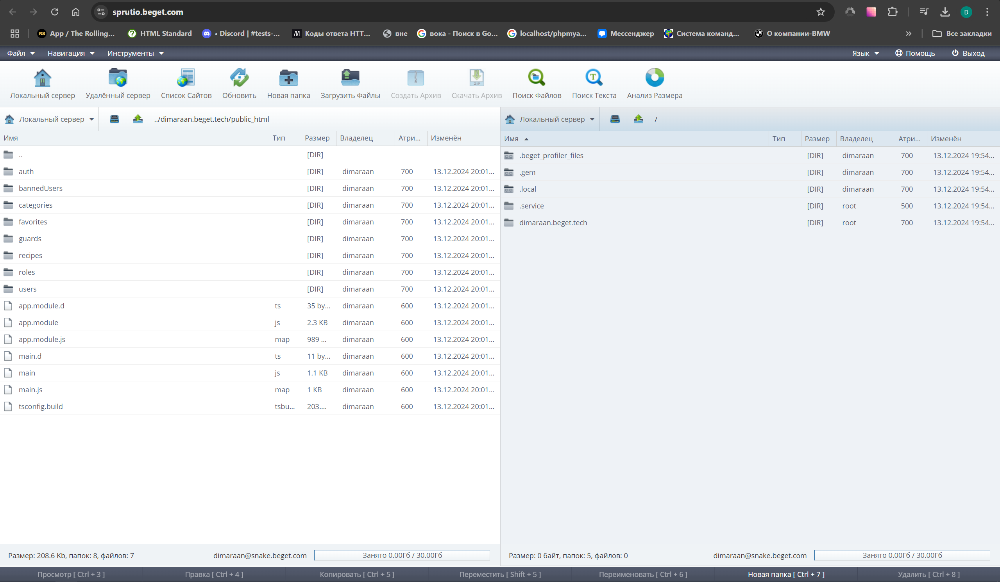 sprutio.beget.com
D
RS App / The Rolling... HTML Standard • Discord | #tests-... Коды ответа HTT... вне вока - Поиск в Go... localhost/phpmya... Мессенджер Система команд... О компании-BMW » Все закладки
Файл Навигация Инструменты Язык Помощь Выход
Локальный сервер Удалённый сервер Список Сайтов Обновить Новая папка Загрузить Файлы Создать Архив Скачать Архив Поиск Файлов Поиск Текста Анализ Размера
Локальный сервер ../dimaraan.beget.tech/public_html
Имя Тип Размер Владелец Атри... Изменён
.. [DIR]
auth [DIR] dimaraan 700 13.12.2024 20:01...
bannedUsers [DIR] dimaraan 700 13.12.2024 20:01...
categories [DIR] dimaraan 700 13.12.2024 20:01...
favorites [DIR] dimaraan 700 13.12.2024 20:01...
guards [DIR] dimaraan 700 13.12.2024 20:01...
recipes [DIR] dimaraan 700 13.12.2024 20:01...
roles [DIR] dimaraan 700 13.12.2024 20:01...
users [DIR] dimaraan 700 13.12.2024 20:01...
app.module.d ts 35 by... dimaraan 600 13.12.2024 20:01...
app.module js 2.3 KB dimaraan 600 13.12.2024 20:01...
app.module.js map 989 ... dimaraan 600 13.12.2024 20:01...
main.d ts 11 by... dimaraan 600 13.12.2024 20:01...
main js 1.1 KB dimaraan 600 13.12.2024 20:01...
main.js map 1 KB dimaraan 600 13.12.2024 20:01...
tsconfig.build tsbu... 203.... dimaraan 600 13.12.2024 20:01...
Размер: 208.6 Kb, папок: 8, файлов: 7 dimaraan@snake.beget.com Занято 0.00Гб / 30.00Гб
Локальный сервер /
Имя Тип Размер Владелец Атри... Изменён
.beget_profiler_files [DIR] dimaraan 700 13.12.2024 19:54...
.gem [DIR] dimaraan 700 13.12.2024 19:54...
.local [DIR] dimaraan 700 13.12.2024 19:54...
.service [DIR] root 500 13.12.2024 19:54...
dimaraan.beget.tech [DIR] root 700 13.12.2024 19:54...
Размер: 0 байт, папок: 5, файлов: 0 dimaraan@snake.beget.com Занято 0.00Гб / 30.00Гб
Просмотр [ Ctrl + 3 ] Правка [ Ctrl + 4 ] Копировать [ Ctrl + 5 ] Переместить [ Shift + 5 ] Переименовать [ Ctrl + 6 ] Новая папка [ Ctrl + 7 ] Удалить [ Ctrl + 8 ]